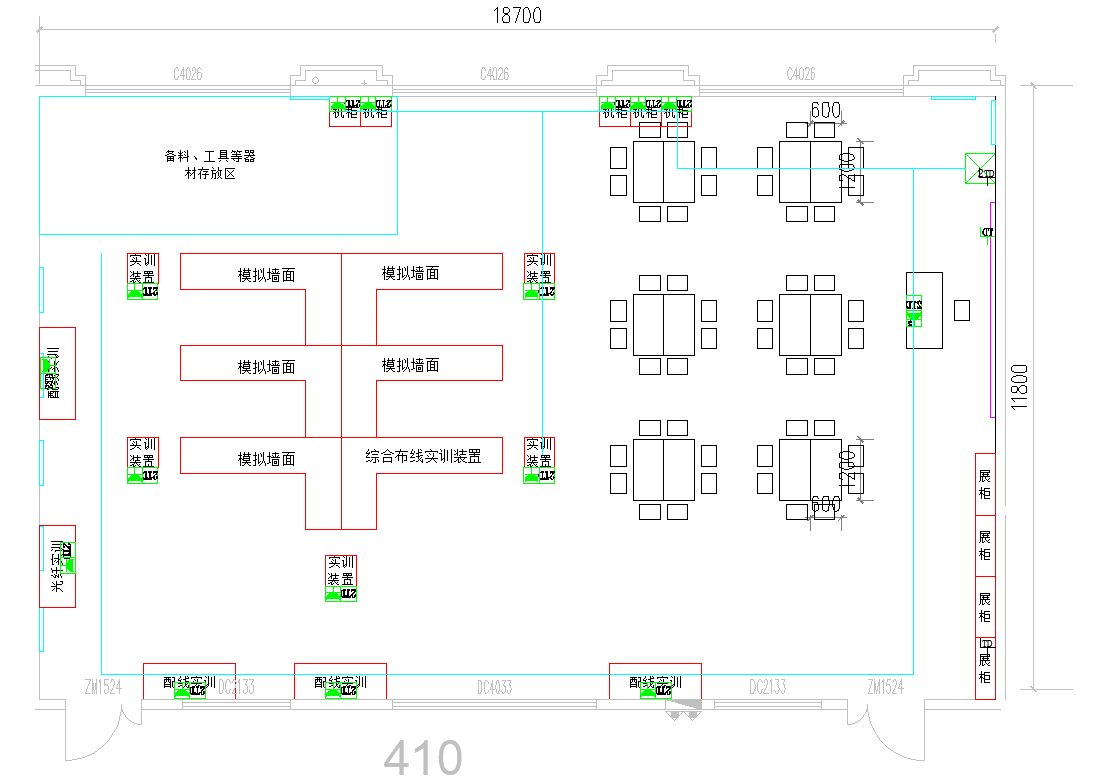 18700
C4026
C4026
C4026
机柜
机柜
机柜
机柜
机柜
600
备料、工具等器
材存放区
1200
实训
装置
模拟墙面
模拟墙面
实训
装置
配线实训
模拟墙面
模拟墙面
11800
实训
装置
模拟墙面
综合布线实训装置
实训
装置
1200
600
展
柜
展
柜
光纤实训
实训
装置
展
柜
展
柜
ZM1524
配线实训
DC2133
配线实训
DC4033
配线实训
DC2133
ZM1524
410